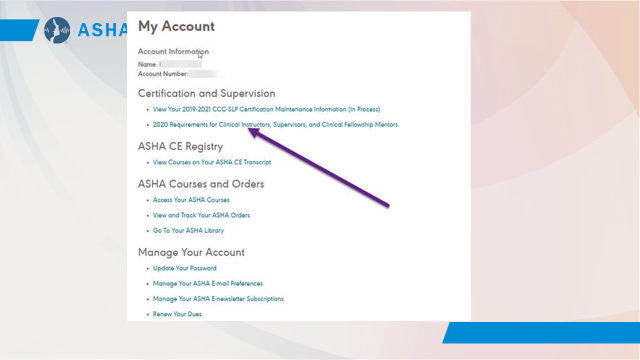 ASHA
My Account
Account Information
Name:
Account Number:
Certification and Supervision
• View Your 2019-2021 CCC-SLP Certification Maintenance Information (In Process)
• 2020 Requirements for Clinical Instructors, Supervisors, and Clinical Fellowship Mentors
ASHA CE Registry
• View Courses on Your ASHA CE Transcript
ASHA Courses and Orders
• Access Your ASHA Courses
• View and Track Your ASHA Orders
• Go To Your ASHA Library
Manage Your Account
• Update Your Password
• Manage Your ASHA E-mail Preferences
• Manage Your ASHA E-newsletter Subscriptions
• Renew Your Dues